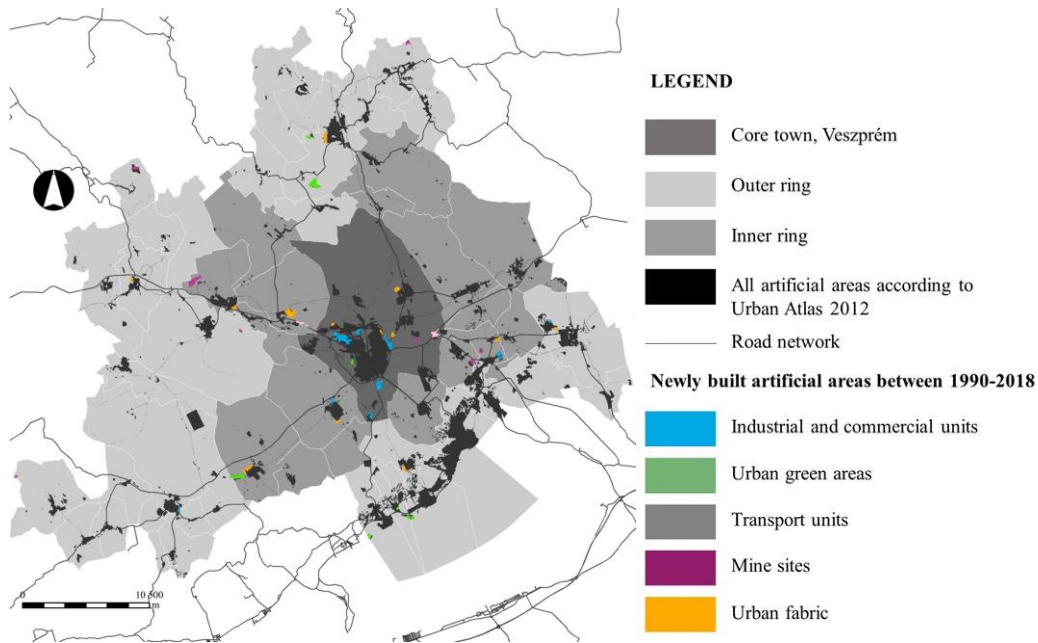 LEGEND
Core town, Veszprém
Outer ring
Inner ring
All artificial areas according to
Urban Atlas 2012
Road network
Newly built artificial areas between 1990-2018
Industrial and commercial units
Urban green areas
Transport units
Mine sites
Urban fabric
0
10 500
m